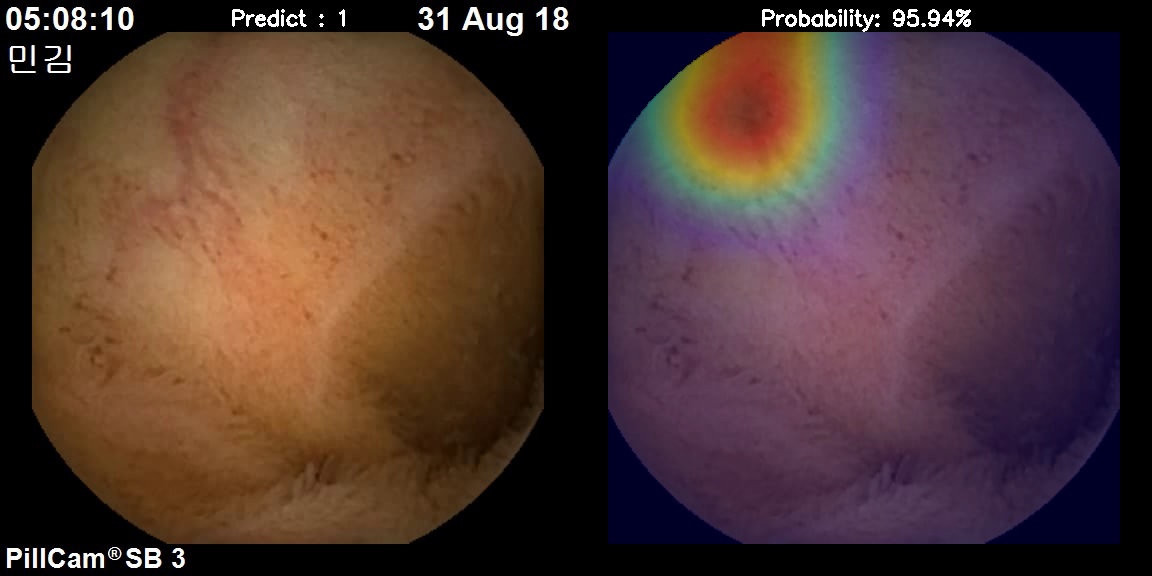 05:08:10 Predict : 1 31 Aug 18 Probability: 95.94%
민김
PillCam® SB 3